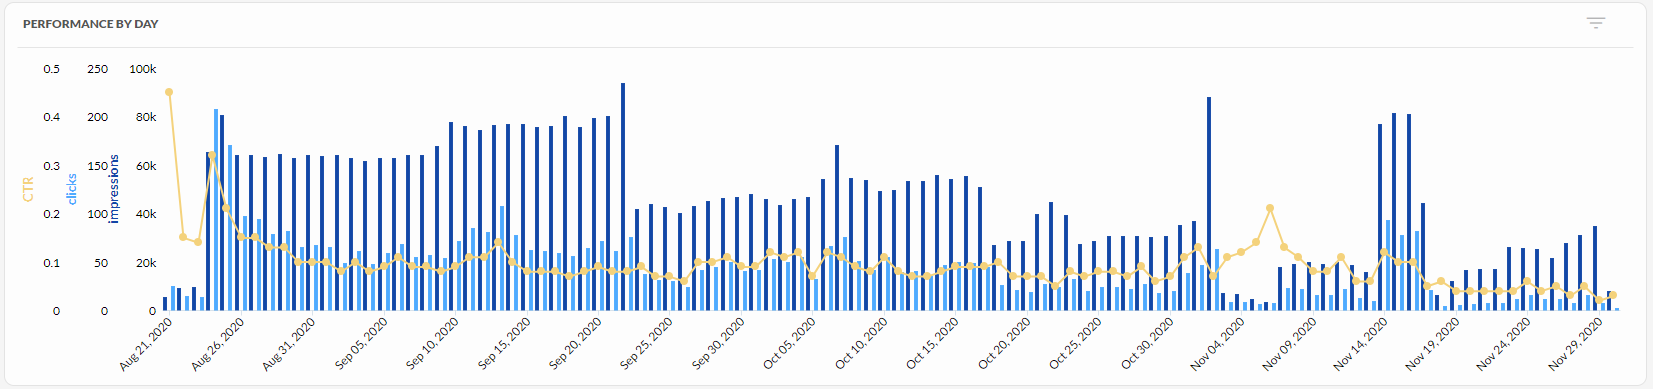 PERFORMANCE BY DAY
0.5 250 100k
0.4 200 80k
0.3 150 60k
0.2 100 40k
0.1 50 20k
0 0 0
CTR
clicks
impressions
Aug 21, 2020
Aug 26, 2020
Aug 31, 2020
Sep 05, 2020
Sep 10, 2020
Sep 15, 2020
Sep 20, 2020
Sep 25, 2020
Sep 30, 2020
Oct 05, 2020
Oct 10, 2020
Oct 15, 2020
Oct 20, 2020
Oct 25, 2020
Oct 30, 2020
Nov 04, 2020
Nov 09, 2020
Nov 14, 2020
Nov 19, 2020
Nov 24, 2020
Nov 29, 2020